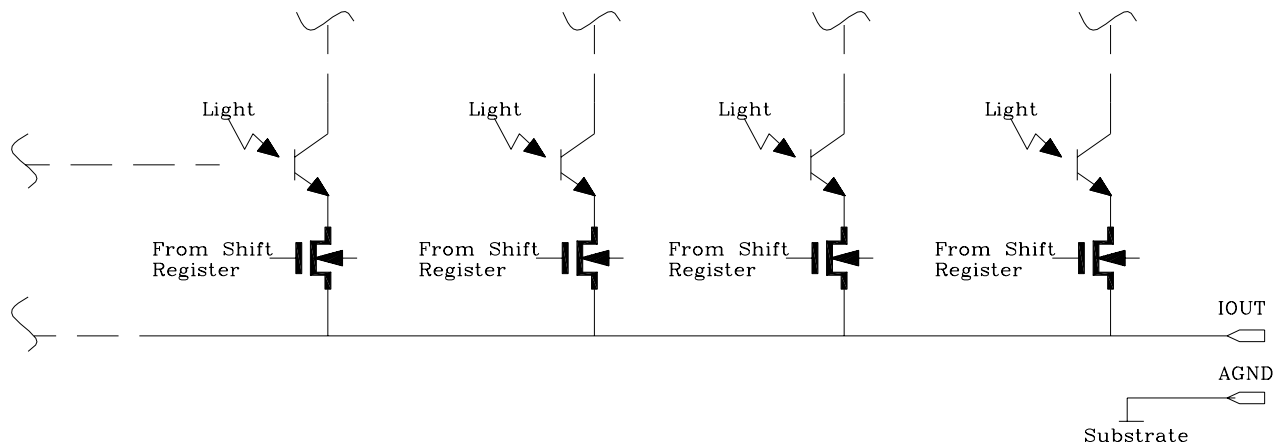 Light
Light
Light
Light
From Shift
Register
From Shift
Register
From Shift
Register
From Shift
Register
IOUT
AGND
Substrate